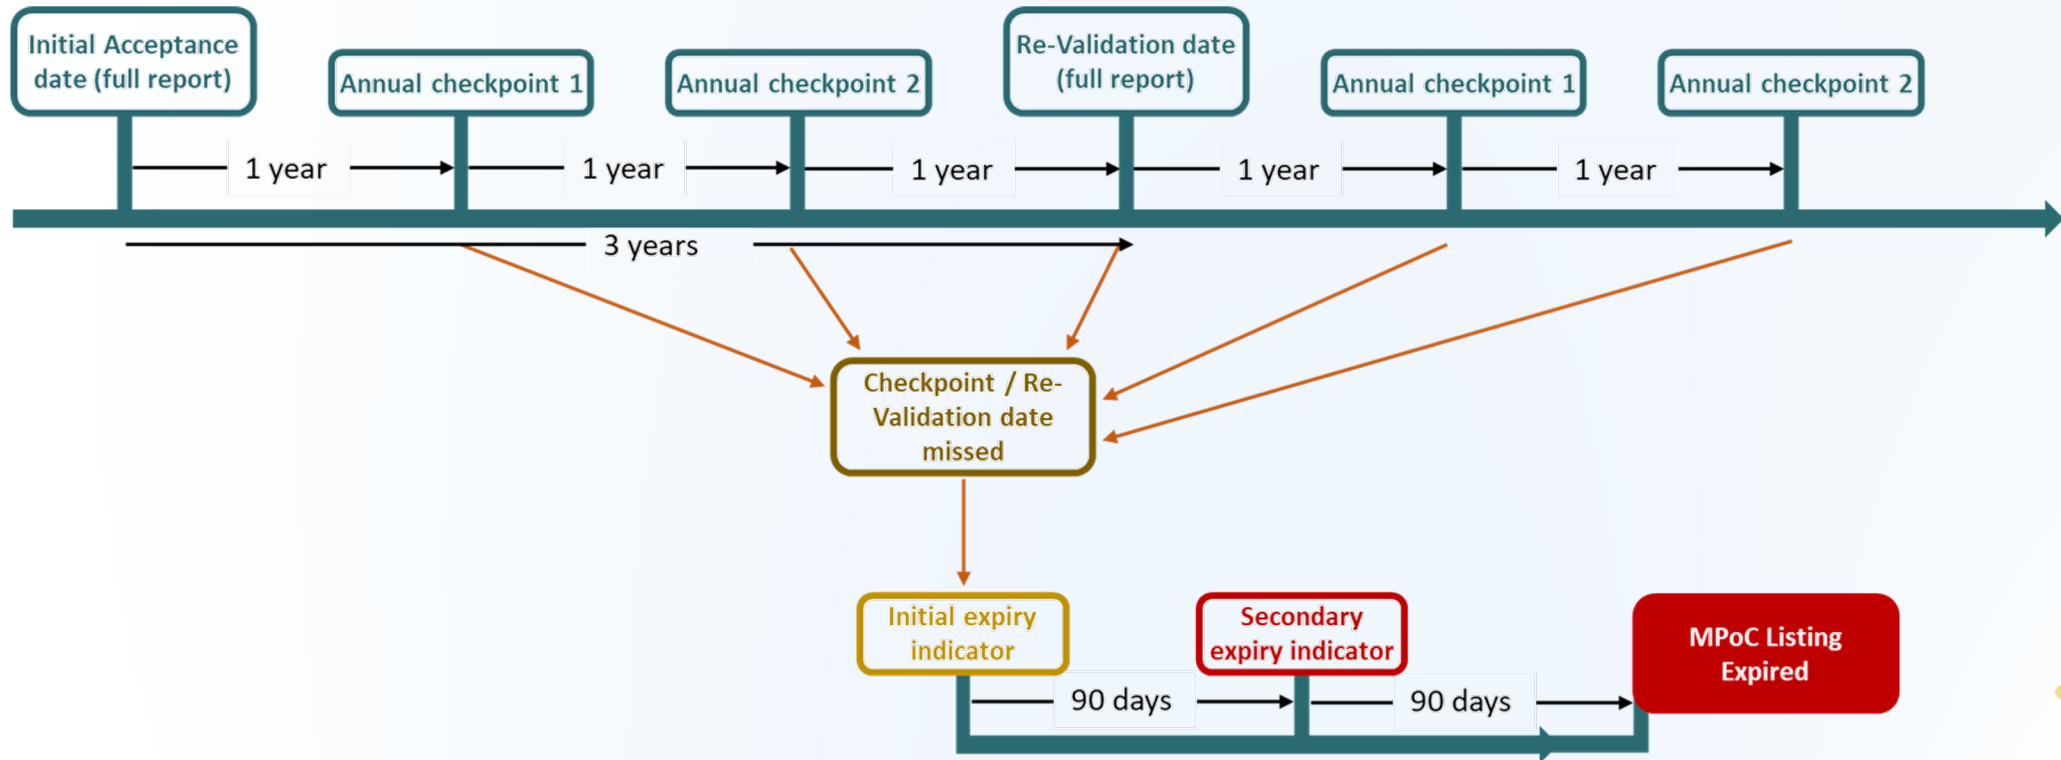 Initial Acceptance
date (full report)
Annual checkpoint 1
Annual checkpoint 2
Re-Validation date
(full report)
Annual checkpoint 1
Annual checkpoint 2
1 year
1 year
1 year
1 year
1 year
3 years
Checkpoint / Re-
Validation date
missed
Initial expiry
indicator
Secondary
expiry indicator
MPoC Listing
Expired
90 days
90 days